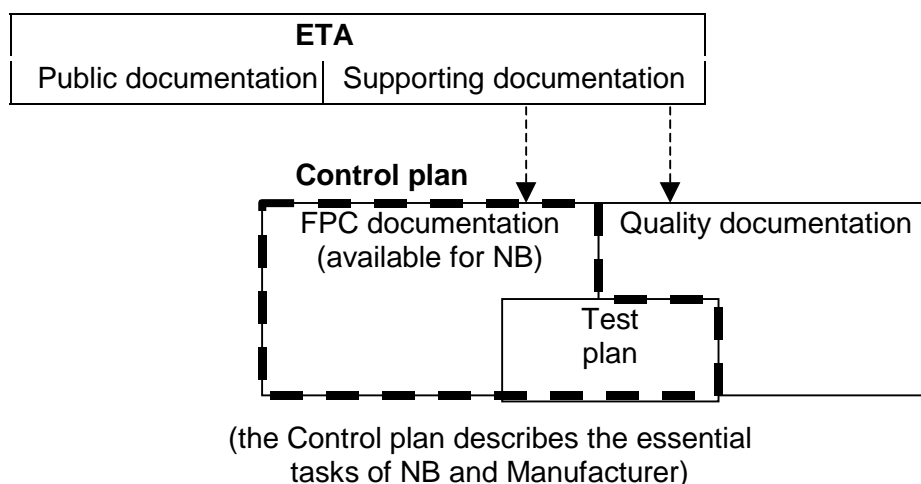 ETA
Public documentation Supporting documentation
Control plan
FPC documentation
(available for NB)
Quality documentation
Test
plan
(the Control plan describes the essential
tasks of NB and Manufacturer)